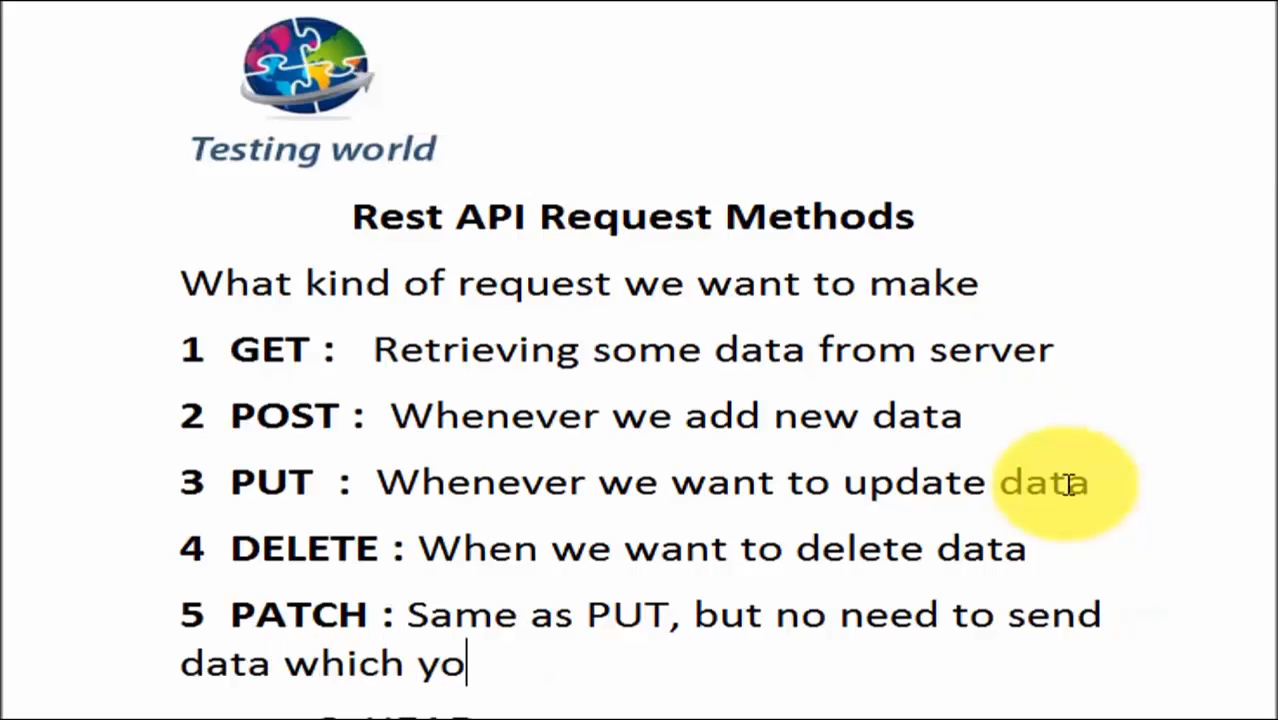 Testing world
Rest API Request Methods
What kind of request we want to make
1 GET : Retrieving some data from server
2 POST : Whenever we add new data
3 PUT : Whenever we want to update data
4 DELETE : When we want to delete data
5 PATCH : Same as PUT, but no need to send
data which yo